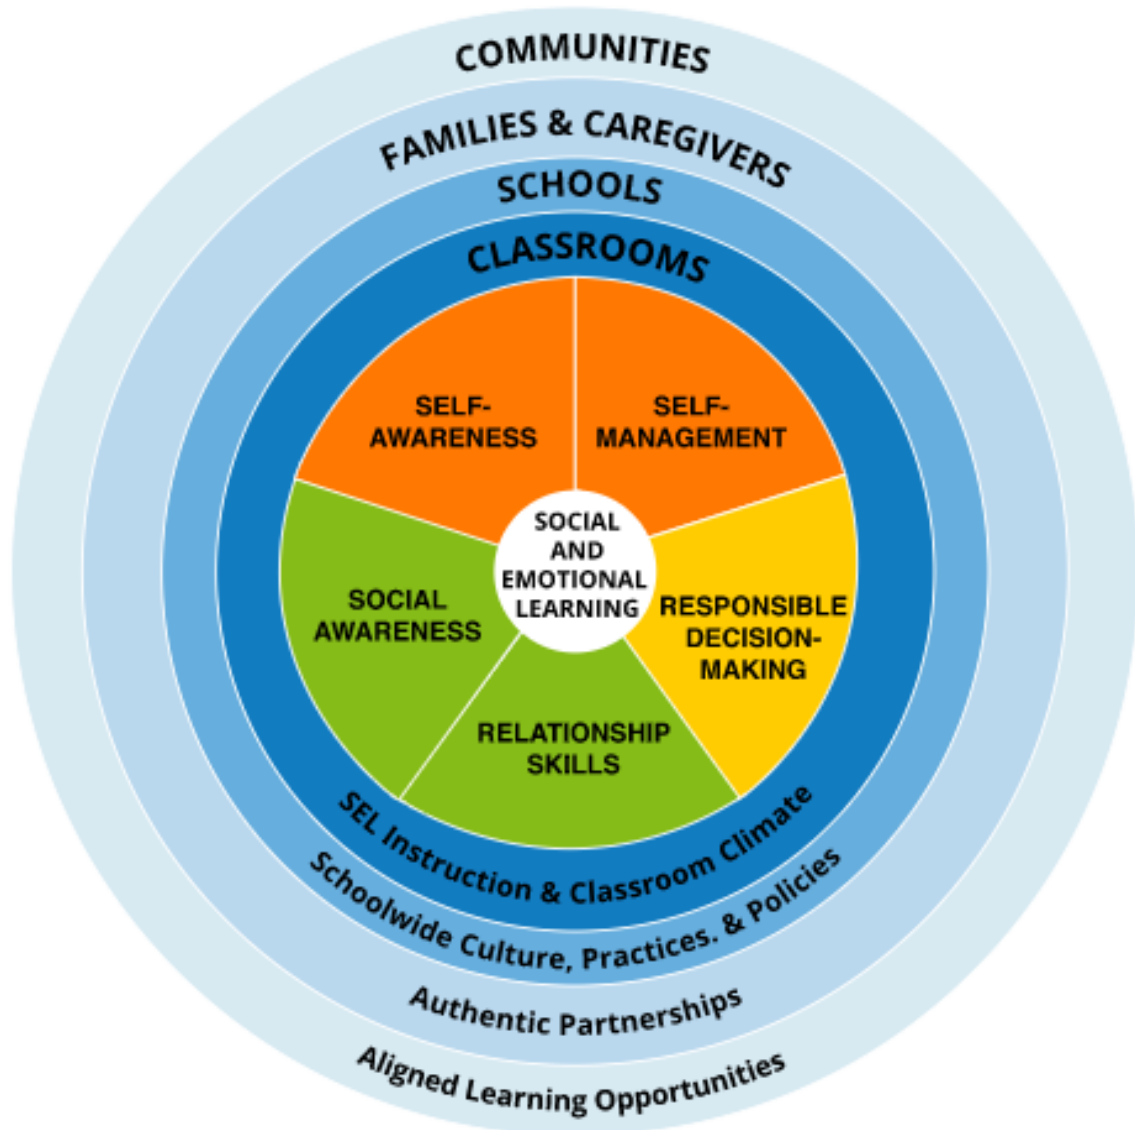 COMMUNITIES
FAMILIES & CAREGIVERS
SCHOOLS
CLASSROOMS
SELF-
AWARENESS
SELF-
MANAGEMENT
SOCIAL
AND
EMOTIONAL
LEARNING
SOCIAL
AWARENESS
RESPONSIBLE
DECISION-
MAKING
RELATIONSHIP
SKILLS
SEL Instruction & Classroom Climate
Schoolwide Culture, Practices. & Policies
Authentic Partnerships
Aligned Learning Opportunities